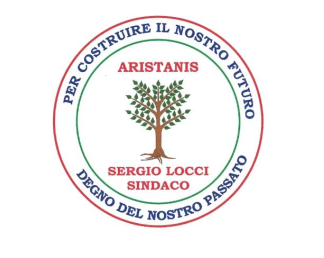 PER COSTRUIRE IL NOSTRO FUTURO
ARISTANIS
SERGIO LOCCI
SINDACO
DEGNO DEL NOSTRO PASSATO